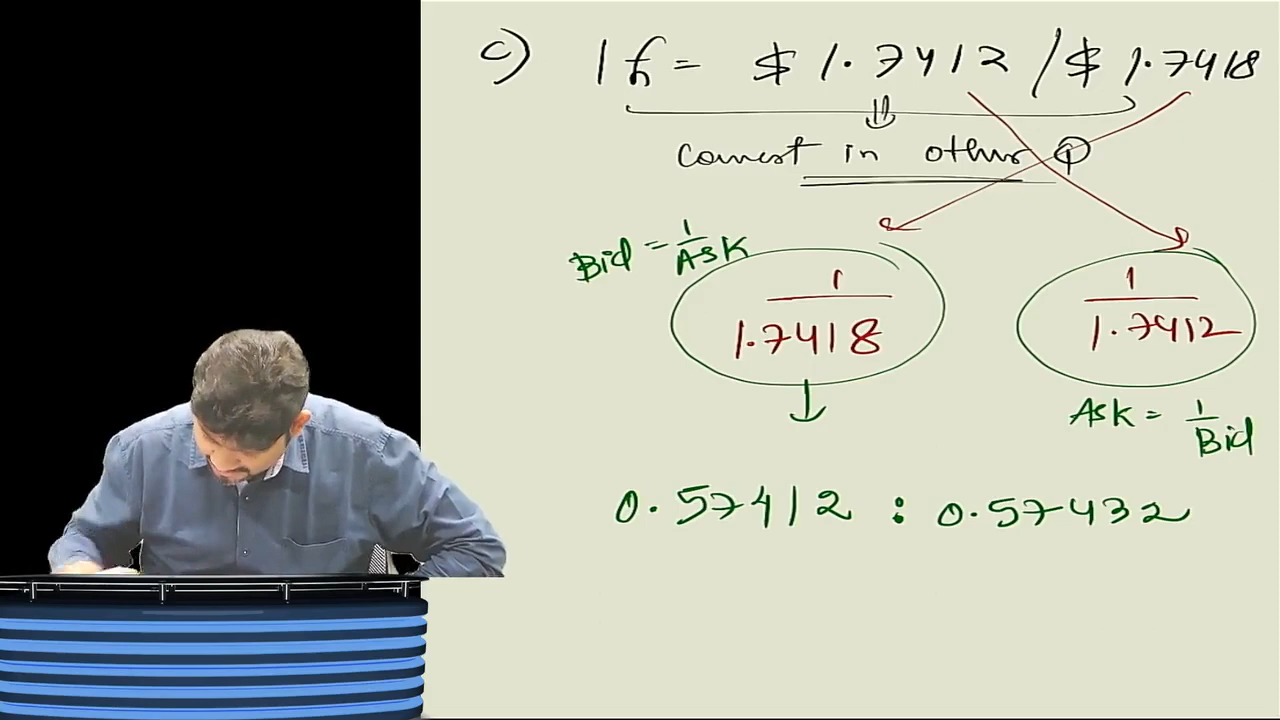 c) 1 £ = $ 1.7412 / $ 1.7418
⇓
convert in other
Bid = 1/Ask
1/1.7418 1/1.7412
↓
Ask = 1/Bid
0.57412 : 0.57432